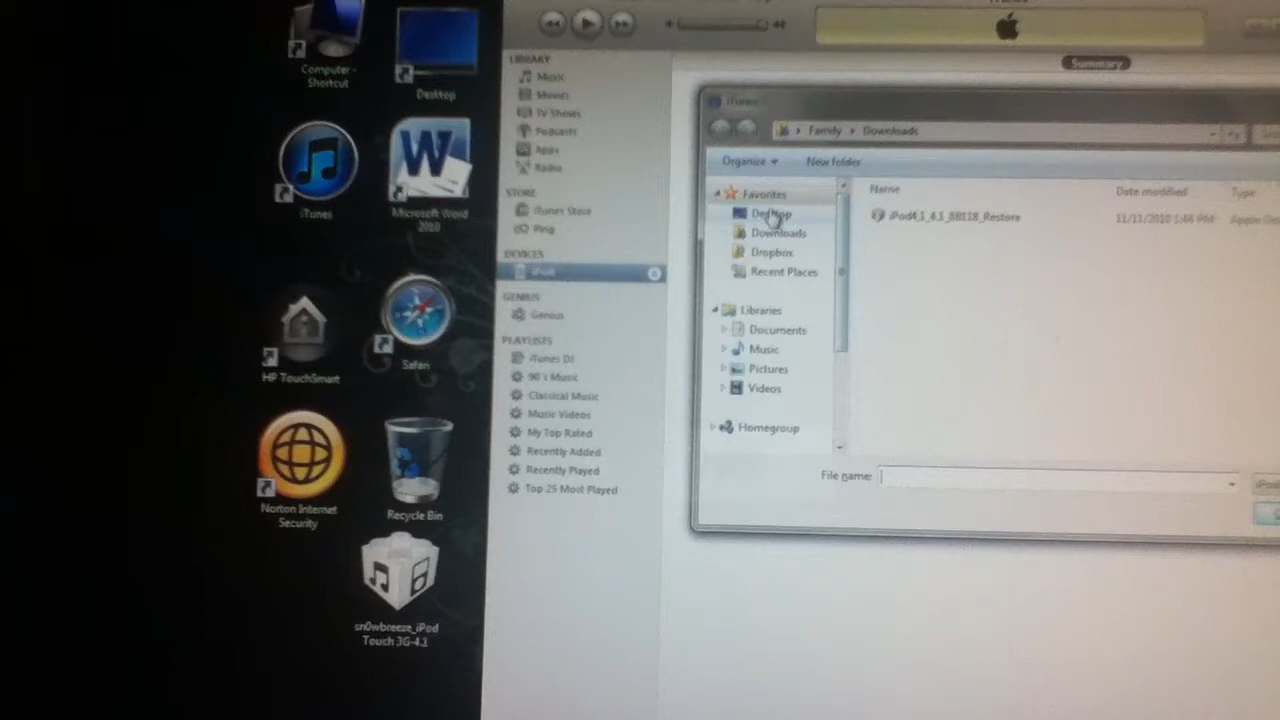 Computer -
Shortcut
Desktop
iTunes
Microsoft Word
2010
HP TouchSmart
Safari
Norton Internet
Security
Recycle Bin
sn0wbreeze_iPod
Touch 3G-4.1
LIBRARY
Music
Movies
TV Shows
Podcasts
Apps
Radio
STORE
iTunes Store
Ping
DEVICES
GENIUS
Genius
PLAYLISTS
iTunes DJ
90's Music
Classical Music
Music Videos
My Top Rated
Recently Added
Recently Played
Top 25 Most Played
Summary
iTunes
Family
Downloads
Organize
New folder
Favorites
Desktop
Downloads
Dropbox
Recent Places
Libraries
Documents
Music
Pictures
Videos
Homegroup
Name
Date modified
Type
iPod4,1_4.1_8B118_Restore
11/11/2010 1:44 PM
File name: